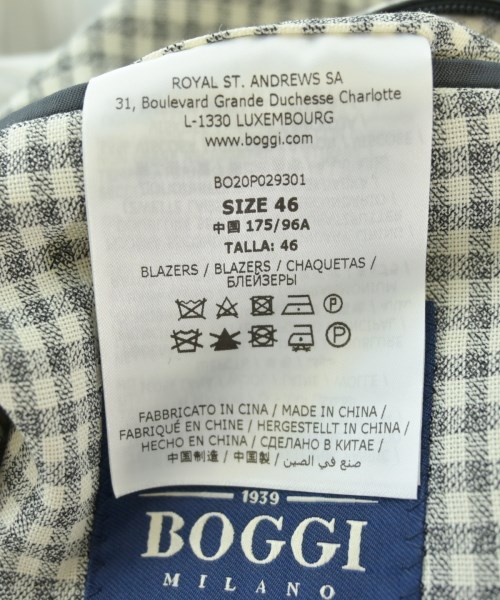 ROYAL ST. ANDREWS SA
31, Boulevard Grande Duchesse Charlotte
L-1330 LUXEMBOURG
www.boggi.com
BO20P029301
SIZE 46
中国 175/96A
TALLA: 46
BLAZERS / BLAZERS / CHAQUETAS /
БЛЕЙЗЕРЫ
P
P
FABBRICATO IN CINA / MADE IN CHINA /
FABRIQUÉ EN CHINE / HERGESTELLT IN CHINA /
HECHO EN CHINA / СДЕЛАНО В КИТАЕ /
中国制造 / 中国製 / صنع في الصين
1939
BOGGI
MILANO